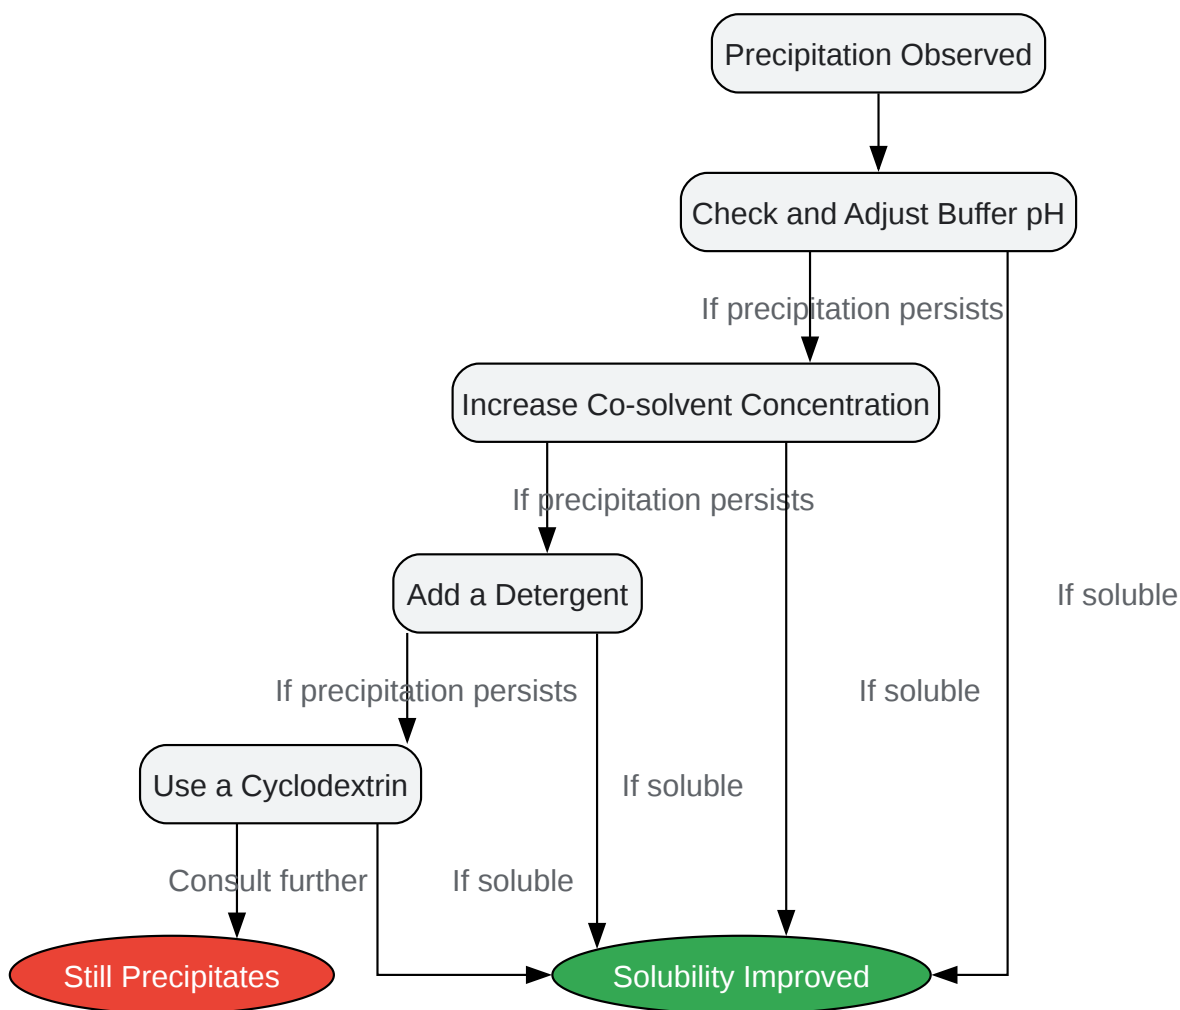 Precipitation Observed
Check and Adjust Buffer pH
If precipitation persists
Increase Co-solvent Concentration
If precipitation persists
Add a Detergent
If soluble
If precipitation persists
If soluble
Use a Cyclodextrin
If soluble
Consult further
If soluble
Still Precipitates
Solubility Improved